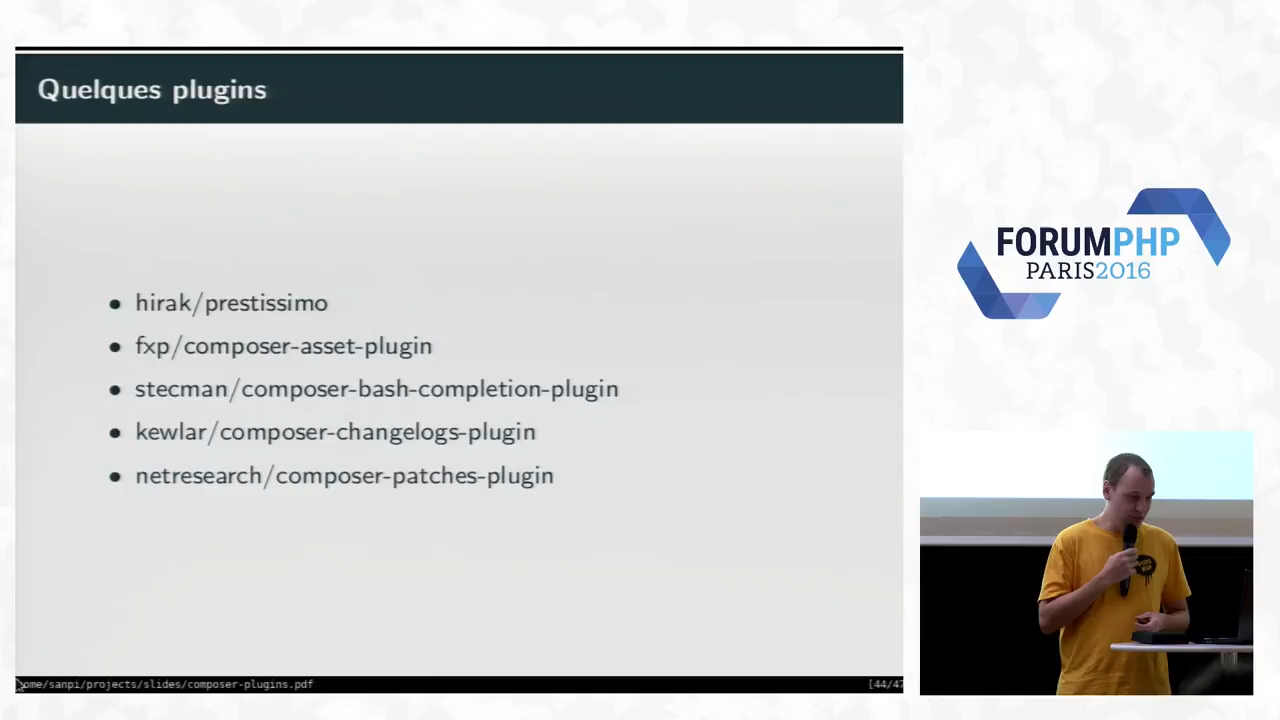 Quelques plugins
hirak/prestissimo
fxp/composer-asset-plugin
stecman/composer-bash-completion-plugin
kewlar/composer-changelogs-plugin
netresearch/composer-patches-plugin
ome/sanpi/projects/slides/composer-plugins.pdf
[44/47
FORUMPHP
PARIS2016